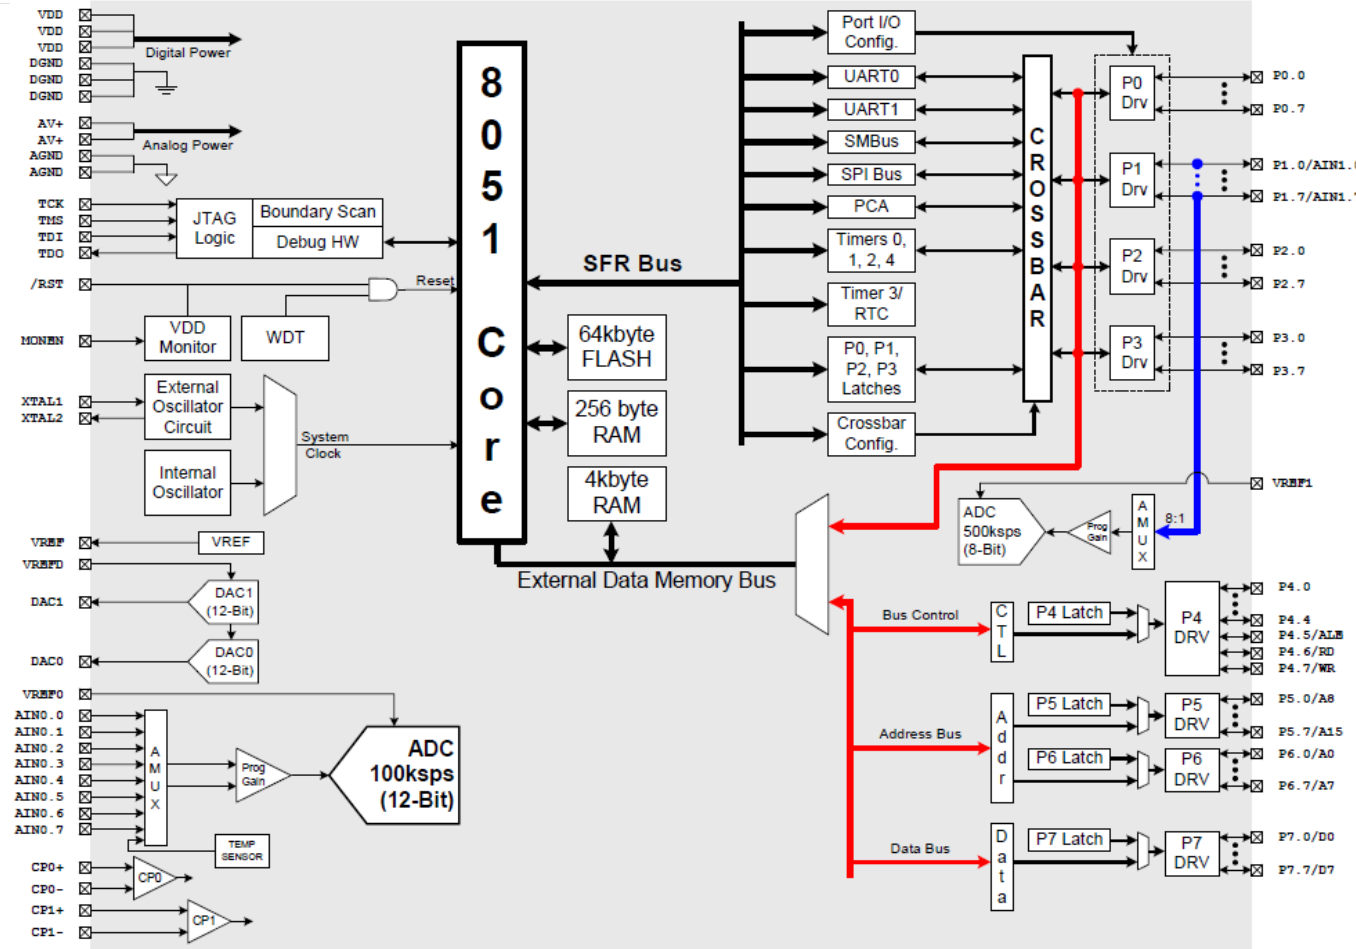 VDD
VDD
VDD
Digital Power
DGND
DGND
DGND
AV+
AV+
Analog Power
AGND
AGND
TCK
TMS
TDI
TDO
JTAG
Logic
Boundary Scan
Debug HW
/RST
Reset
MONEN
VDD
Monitor
WDT
XTAL1
XTAL2
External
Oscillator
Circuit
System
Clock
Internal
Oscillator
VREF
VREF
VREFD
DAC1
DAC1
(12-Bit)
DAC0
DAC0
(12-Bit)
VREF0
AIN0.0
AIN0.1
AIN0.2
AIN0.3
AIN0.4
AIN0.5
AIN0.6
AIN0.7
A
M
U
X
Prog
Gain
ADC
100ksps
(12-Bit)
TEMP
SENSOR
CP0+
CP0-
CP0
CP1+
CP1-
CP1
8
0
5
1
C
o
r
e
SFR Bus
64kbyte
FLASH
256 byte
RAM
4kbyte
RAM
External Data Memory Bus
Port I/O
Config.
UART0
UART1
SMBus
SPI Bus
PCA
Timers 0,
1, 2, 4
Timer 3/
RTC
P0, P1,
P2, P3
Latches
Crossbar
Config.
C
R
O
S
S
B
A
R
P0
Drv
P1
Drv
P2
Drv
P3
Drv
P0.0
P0.7
P1.0/AIN1.0
P1.7/AIN1.7
P2.0
P2.7
P3.0
P3.7
VREF1
ADC
500ksps
(8-Bit)
Prog
Gain
A
M
U
X
8:1
Bus Control
C
T
L
P4 Latch
P4
DRV
P4.0
P4.4
P4.5/ALE
P4.6/RD
P4.7/WR
Address Bus
A
d
d
r
P5 Latch
P5
DRV
P5.0/A8
P5.7/A15
P6 Latch
P6
DRV
P6.0/A0
P6.7/A7
Data Bus
D
a
t
a
P7 Latch
P7
DRV
P7.0/D0
P7.7/D7